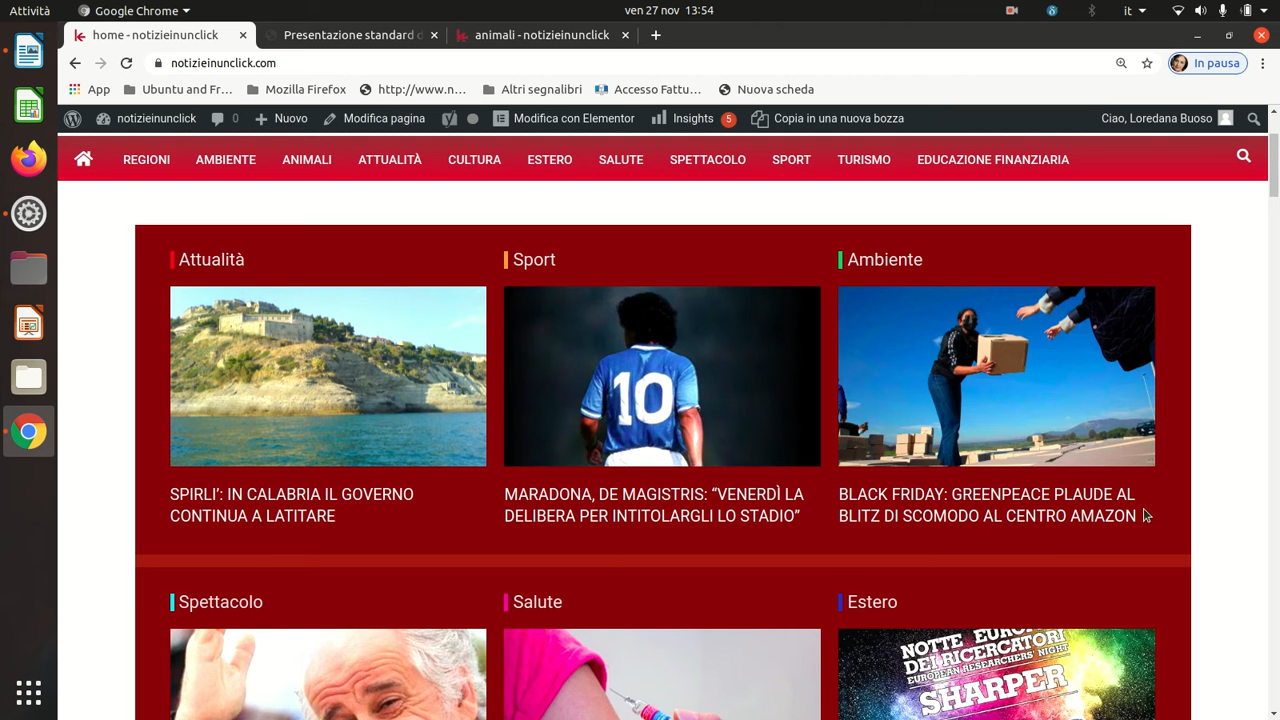 Attività
Google Chrome
ven 27 nov 13:54
it
home - notizieinunclick
Presentazione standard d
animali - notizieinunclick
notizieinunclick.com
In pausa
App
Ubuntu and Fr...
Mozilla Firefox
http://www.n...
Altri segnalibri
Accesso Fattu...
Nuova scheda
notizieinunclick
0
Nuovo
Modifica pagina
Modifica con Elementor
Insights
5
Copia in una nuova bozza
Ciao, Loredana Buoso
REGIONI
AMBIENTE
ANIMALI
ATTUALITÀ
CULTURA
ESTERO
SALUTE
SPETTACOLO
SPORT
TURISMO
EDUCAZIONE FINANZIARIA
Attualità
Sport
Ambiente
10
SPIRLI’: IN CALABRIA IL GOVERNO
CONTINUA A LATITARE
MARADONA, DE MAGISTRIS: “VENERDÌ LA
DELIBERA PER INTITOLARGLI LO STADIO”
BLACK FRIDAY: GREENPEACE PLAUDE AL
BLITZ DI SCOMODO AL CENTRO AMAZON
Spettacolo
Salute
Estero
NOTTE EURO
DEI RICERCATORI
EUROPEAN RESEARCHERS' NIGHT
SHARPER